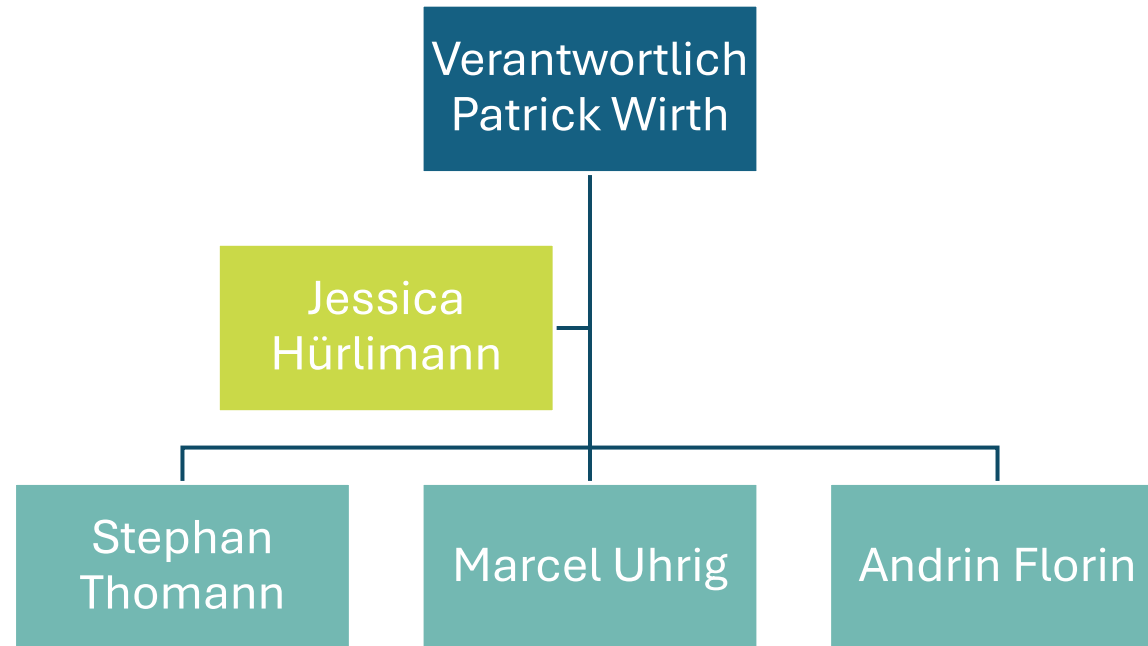 Verantwortlich
Patrick Wirth
Jessica
Hürlimann
Stephan
Thomann
Marcel Uhrig
Andrin Florin